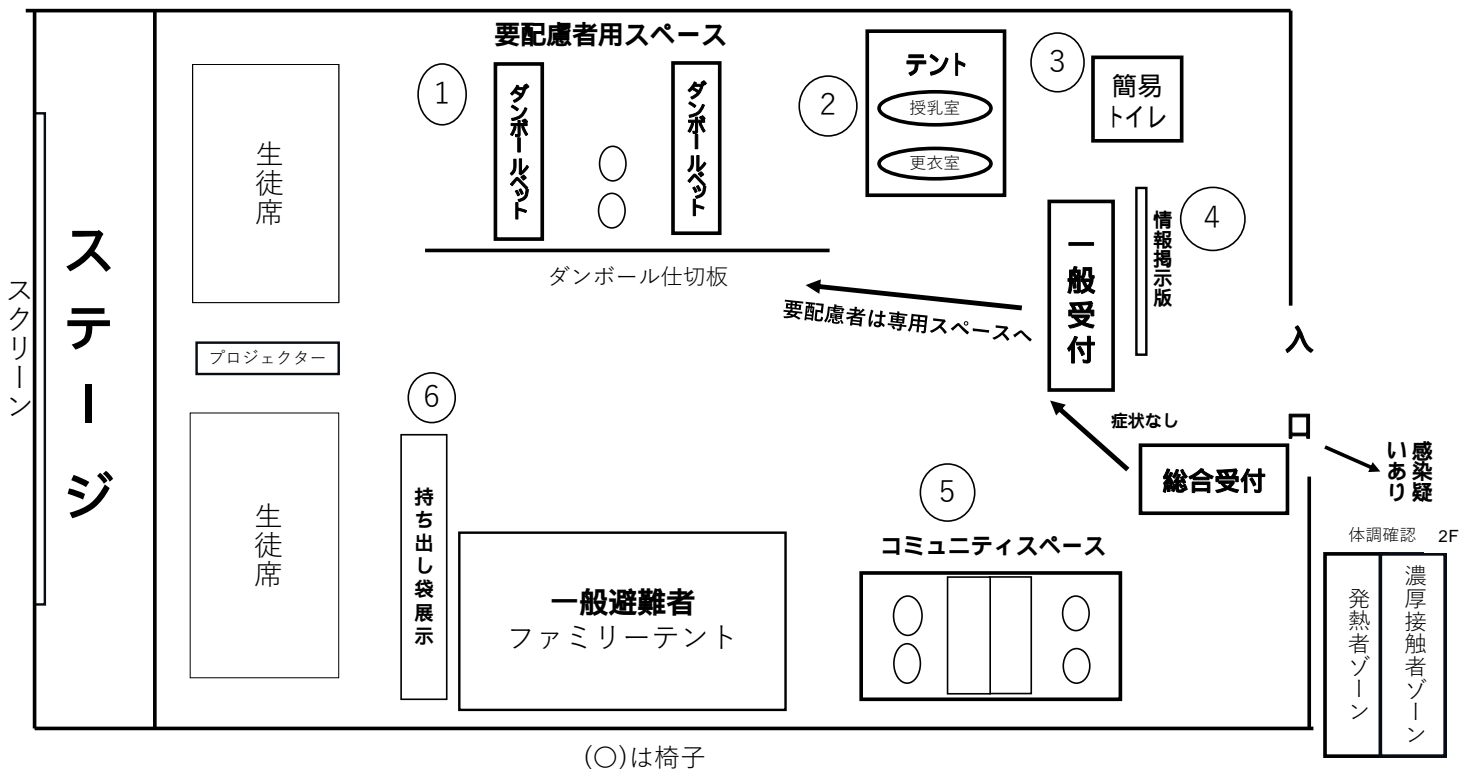 要配慮者用スペース
①
ダンボールベット
ダンボールベット
テント
②
授乳室
更衣室
③
簡易
トイレ
生徒席
ダンボール仕切板
情報掲示版
④
一般受付
要配慮者は専用スペースへ
スクリーン
ステージ
プロジェクター
入口
症状なし
総合受付
感染疑
いあり
⑥
持ち出し袋展示
生徒席
一般避難者
ファミリーテント
⑤
コミュニティスペース
体調確認 2F
発熱者ゾーン
濃厚接触者ゾーン
(○)は椅子